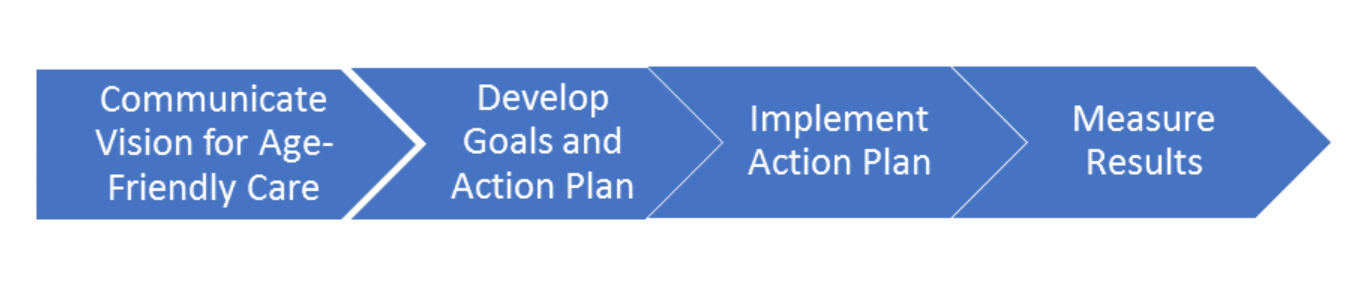 Communicate
Vision for Age-
Friendly Care
Develop
Goals and
Action Plan
Implement
Action Plan
Measure
Results